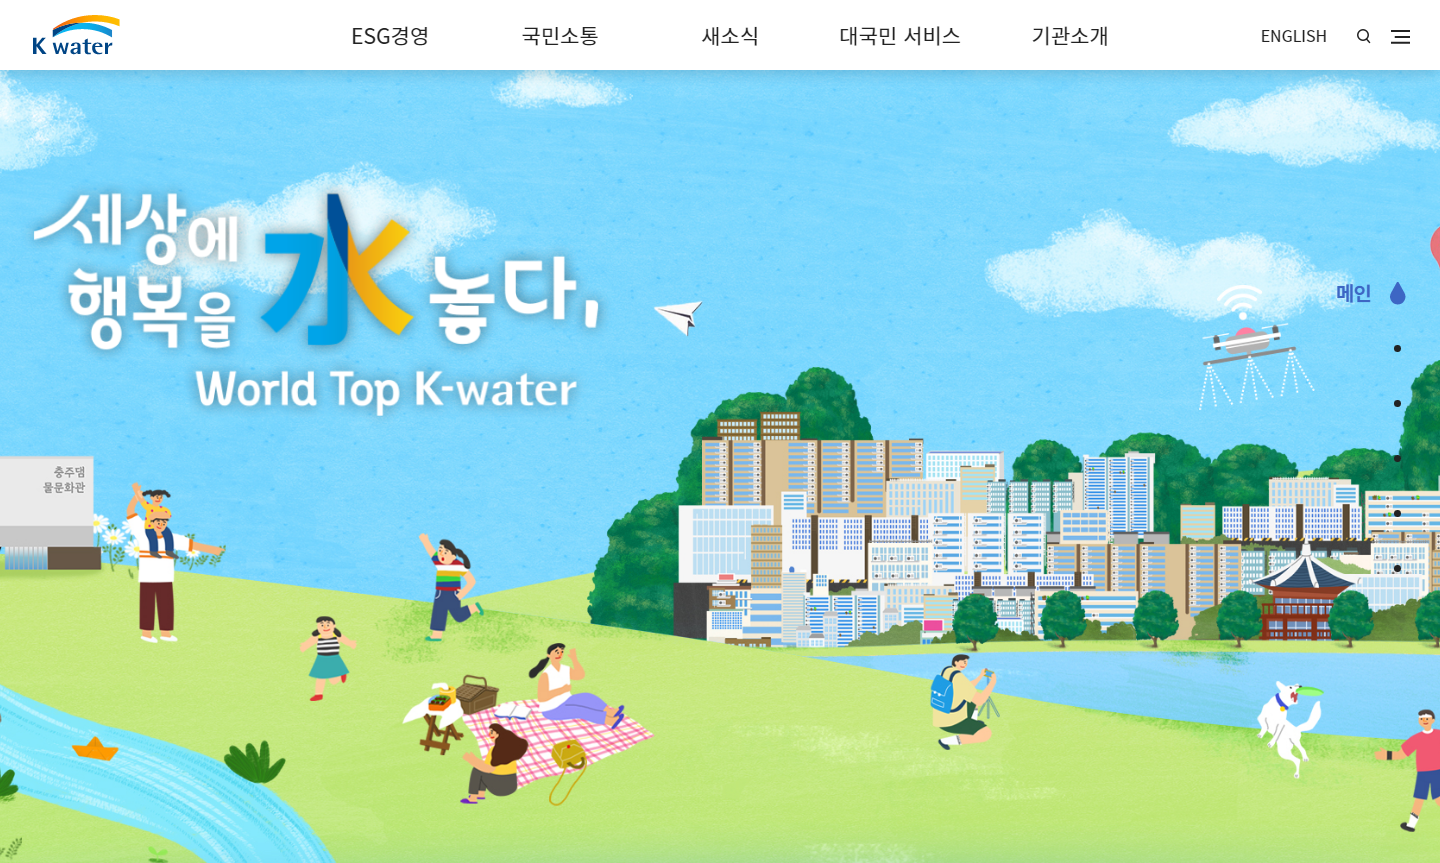 K water
ESG경영
국민소통
새소식
대국민 서비스
기관소개
ENGLISH
세상에
행복을 水 놓다,
World Top K-water
메인
충주댐
물문화관